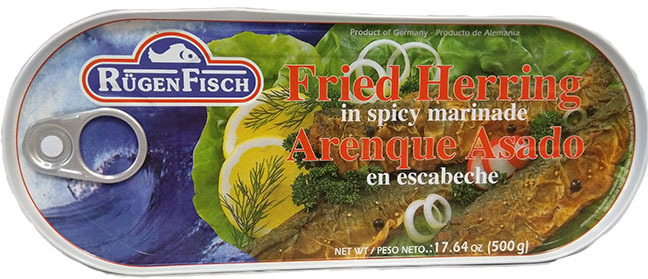 Product of Germany · Producto de Alemania
RÜGENFISCH
Fried Herring
in spicy marinade
Arenque Asado
en escabeche
NET WT / PESO NETO.: 17.64 oz (500 g)